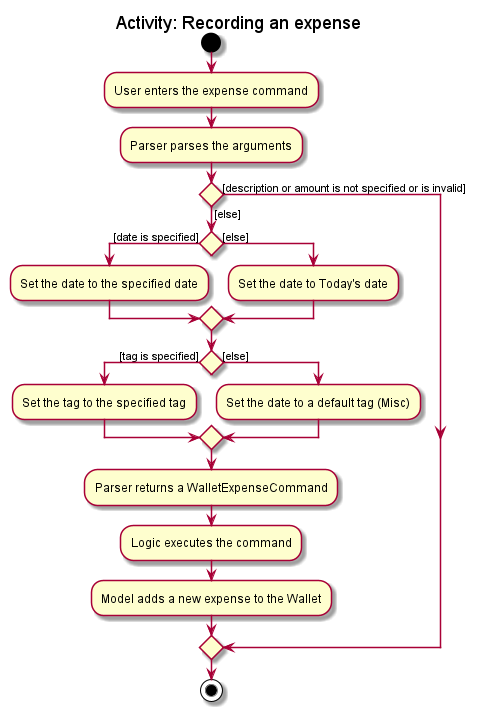 Activity: Recording an expense
User enters the expense command
Parser parses the arguments
[description or amount is not specified or is invalid]
[else]
[date is specified]
[else]
Set the date to the specified date
Set the date to Today's date
[tag is specified]
[else]
Set the tag to the specified tag
Set the date to a default tag (Misc)
Parser returns a WalletExpenseCommand
Logic executes the command
Model adds a new expense to the Wallet